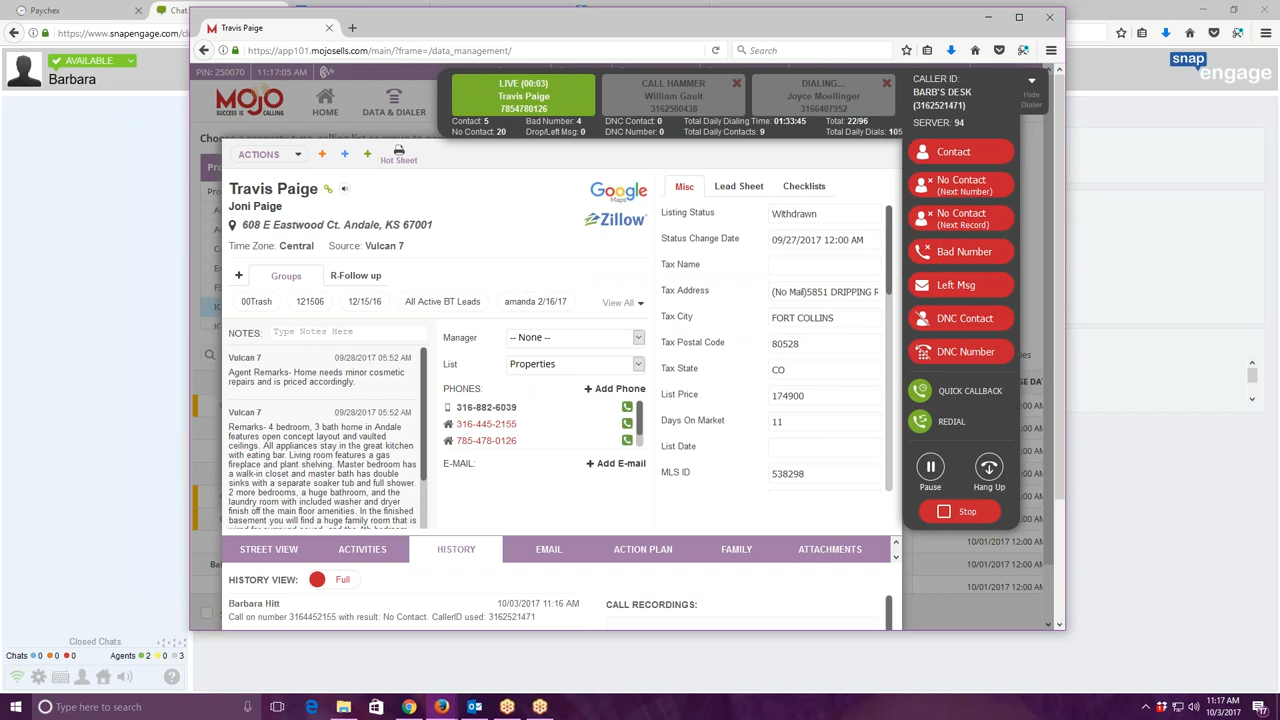 Paychex
Chat
https://www.snapengage.com/cli
AVAILABLE
Barbara
snap
engage
Travis Paige
https://app101.mojosells.com/main/?frame=/data_management/
Search
PIN: 250070
11:17:05 AM
MOJO
SUCCESS IS CALLING
HOME
DATA & DIALER
LIVE (00:03)
Travis Paige
7854780126
CALL HAMMER
William Gault
3162500438
DIALING...
Joyce Moellinger
3166407952
Contact: 5
Bad Number: 4
DNC Contact: 0
Total Daily Dialing Time: 01:33:45
Total: 22/96
No Contact: 20
Drop/Left Msg: 0
DNC Number: 0
Total Daily Contacts: 9
Total Daily Dials: 105
CALLER ID:
BARB'S DESK
(3162521471)
SERVER: 94
Hide
Dialer
Contact
No Contact
(Next Number)
No Contact
(Next Record)
Bad Number
Left Msg
DNC Contact
DNC Number
QUICK CALLBACK
REDIAL
Pause
Hang Up
Stop
ACTIONS
Hot Sheet
Travis Paige
Joni Paige
608 E Eastwood Ct. Andale, KS 67001
Time Zone: Central
Source: Vulcan 7
Google
Maps
Zillow
Groups
R-Follow up
00Trash
121506
12/15/16
All Active BT Leads
amanda 2/16/17
View All
NOTES:
Type Notes Here
Vulcan 7
09/28/2017 05:52 AM
Agent Remarks- Home needs minor cosmetic
repairs and is priced accordingly.
Vulcan 7
09/28/2017 05:52 AM
Remarks- 4 bedroom, 3 bath home in Andale
features open concept layout and vaulted
ceilings. All appliances stay in the great kitchen
with eating bar. Living room features a gas
fireplace and plant shelving. Master bedroom has
a walk-in closet and master bath has double
sinks with a separate soaker tub and full shower.
2 more bedrooms, a huge bathroom, and the
laundry room with included washer and dryer
finish off the main floor amenities. In the finished
basement you will find a huge family room that is
Manager
-- None --
List
Properties
PHONES:
Add Phone
316-882-6039
316-445-2155
785-478-0126
E-MAIL:
Add E-mail
Misc
Lead Sheet
Checklists
Listing Status
Withdrawn
Status Change Date
09/27/2017 12:00 AM
Tax Name
Tax Address
(No Mail)5851 DRIPPING R
Tax City
FORT COLLINS
Tax Postal Code
80528
Tax State
CO
List Price
174900
Days On Market
11
List Date
MLS ID
538298
STREET VIEW
ACTIVITIES
HISTORY
EMAIL
ACTION PLAN
FAMILY
ATTACHMENTS
HISTORY VIEW:
Full
Barbara Hitt
10/03/2017 11:16 AM
Call on number 3164452155 with result: No Contact. CallerID used: 3162521471
CALL RECORDINGS:
10/01/2017 12:00 AM
10/01/2017 12:00 AM
10/01/2017 12:00 AM
Closed Chats
Chats
0
0
0
Agents
2
0
3
Type here to search
11:17 AM
10/3/2017
17